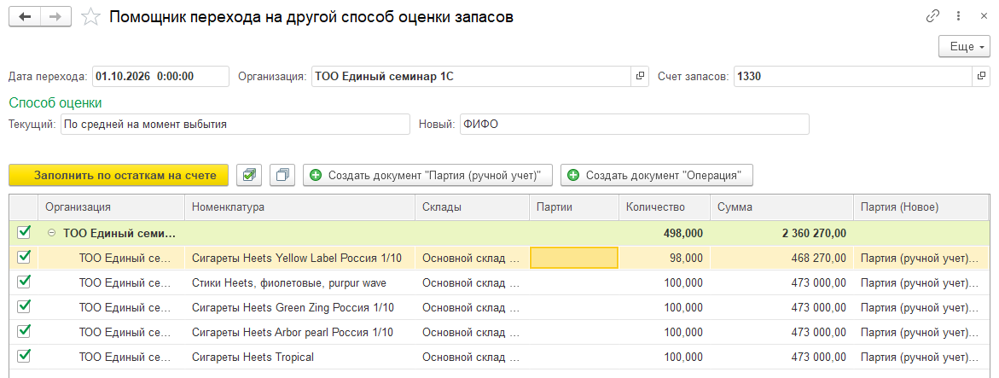 Помощник перехода на другой способ оценки запасов
Еще
Дата перехода: 01.10.2026 0:00:00 Организация: ТОО Единый семинар 1С Счет запасов: 1330
Способ оценки
Текущий: По средней на момент выбытия Новый: ФИФО
Заполнить по остаткам на счете Создать документ "Партия (ручной учет)" Создать документ "Операция"
Организация Номенклатура Склады Партии Количество Сумма Партия (Новое)
ТОО Единый семи... 498,000 2 360 270,00
ТОО Единый се... Сигареты Heets Yellow Label Россия 1/10 Основной склад ... 98,000 468 270,00 Партия (ручной учет)...
ТОО Единый се... Стики Heets, фиолетовые, purpur wave Основной склад ... 100,000 473 000,00 Партия (ручной учет)...
ТОО Единый се... Сигареты Heets Green Zing Россия 1/10 Основной склад ... 100,000 473 000,00 Партия (ручной учет)...
ТОО Единый се... Сигареты Heets Arbor pearl Россия 1/10 Основной склад ... 100,000 473 000,00 Партия (ручной учет)...
ТОО Единый се... Сигареты Heets Tropical Основной склад ... 100,000 473 000,00 Партия (ручной учет)...